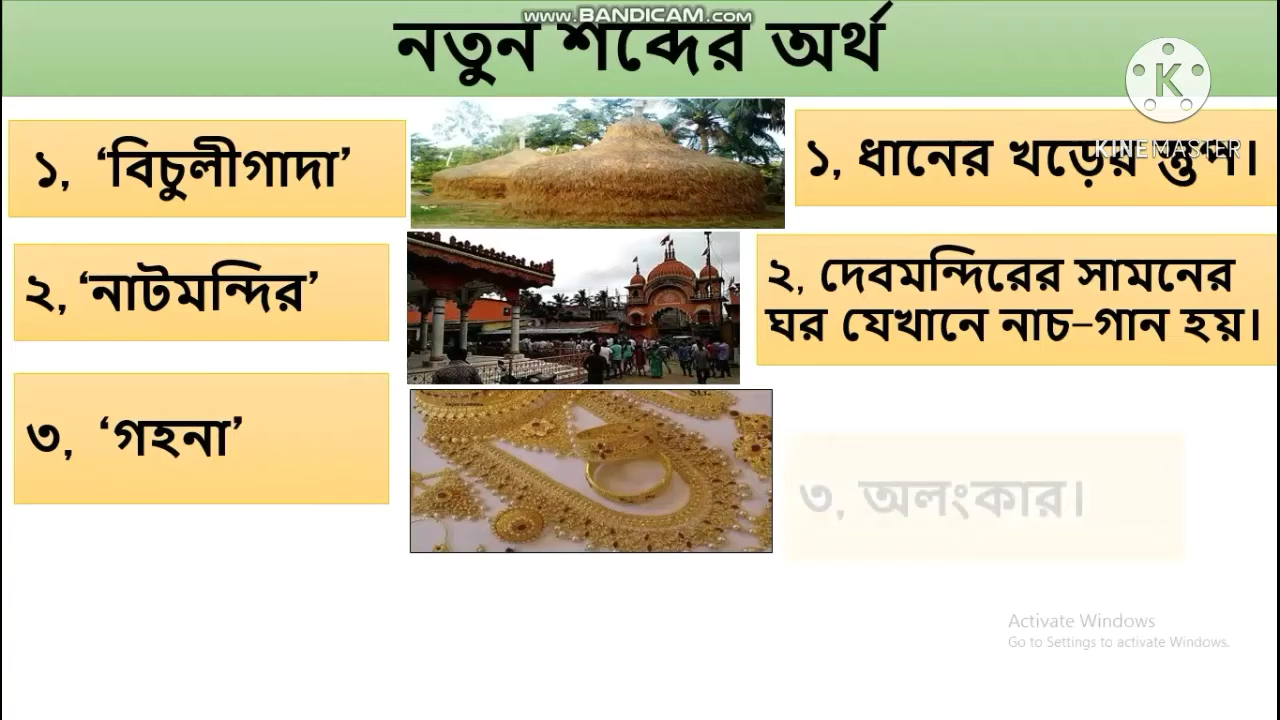 www.BANDICAM.com
নতুন শব্দের অর্থ
KINEMASTER
১, ‘বিচুলীগাদা’
১, ধানের খড়ের স্তুপ।
২, ‘নাটমন্দির’
২, দেবমন্দিরের সামনের
ঘর যেখানে নাচ-গান হয়।
৩, ‘গহনা’
৩, অলংকার।
Activate Windows
Go to Settings to activate Windows.